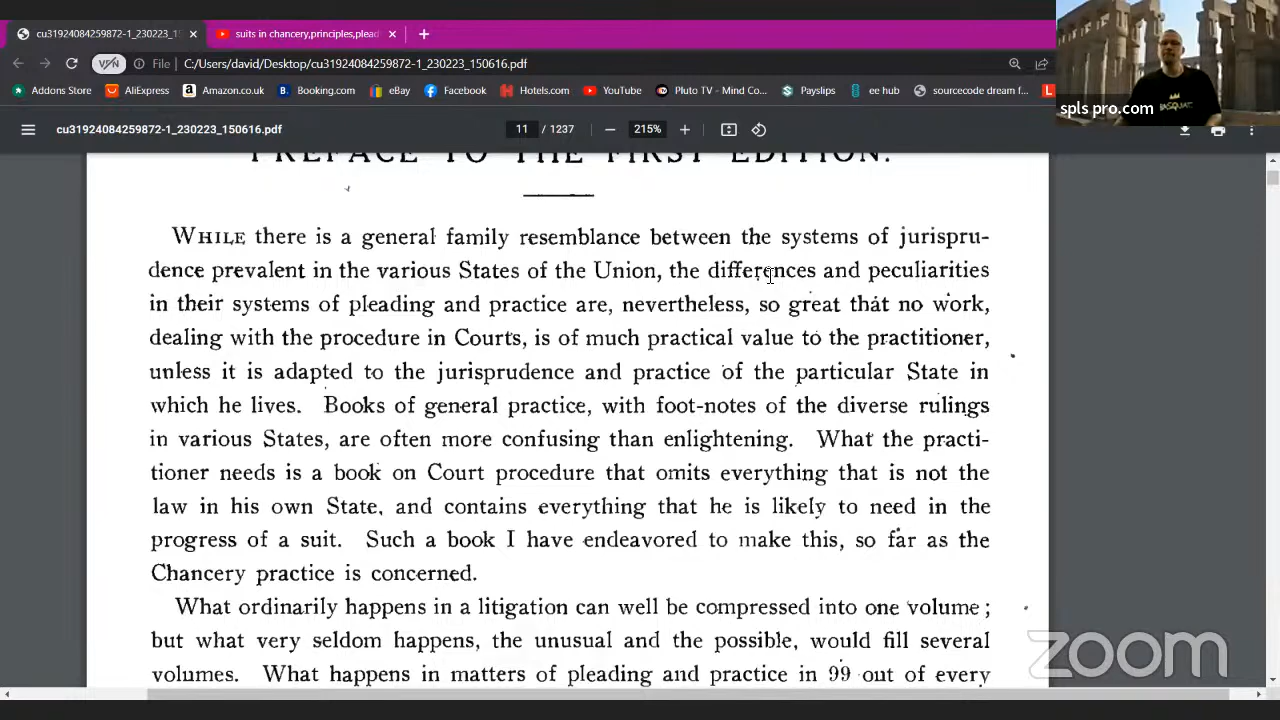 cu31924084259872-1_230223_1
suits in chancery,principles,plead
VPN
File
C:/Users/david/Desktop/cu31924084259872-1_230223_150616.pdf
Addons Store
AliExpress
Amazon.co.uk
Booking.com
eBay
Facebook
Hotels.com
YouTube
Pluto TV - Mind Co...
Payslips
ee hub
sourcecode dream f...
L
spls pro.com
BASQUAT
cu31924084259872-1_230223_150616.pdf
11 / 1237
215%
PREFACE TO THE FIRST EDITION.
WHILE there is a general family resemblance between the systems of jurispru-
dence prevalent in the various States of the Union, the differences and peculiarities
in their systems of pleading and practice are, nevertheless, so great that no work,
dealing with the procedure in Courts, is of much practical value to the practitioner,
unless it is adapted to the jurisprudence and practice of the particular State in
which he lives. Books of general practice, with foot-notes of the diverse rulings
in various States, are often more confusing than enlightening. What the practi-
tioner needs is a book on Court procedure that omits everything that is not the
law in his own State, and contains everything that he is likely to need in the
progress of a suit. Such a book I have endeavored to make this, so far as the
Chancery practice is concerned.
What ordinarily happens in a litigation can well be compressed into one volume;
but what very seldom happens, the unusual and the possible, would fill several
volumes. What happens in matters of pleading and practice in 99 out of every
zoom